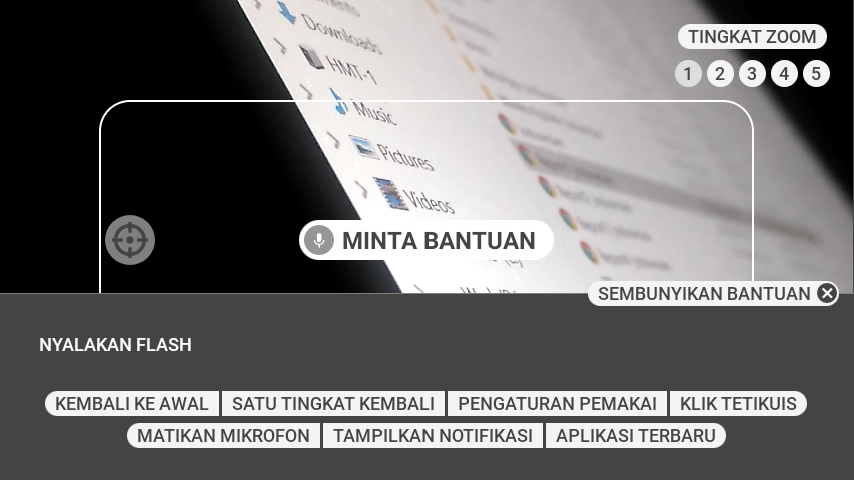 Downloads
HMT-1
Music
Pictures
Videos
TINGKAT ZOOM
1 2 3 4 5
MINTA BANTUAN
SEMBUNYIKAN BANTUAN
NYALAKAN FLASH
KEMBALI KE AWAL SATU TINGKAT KEMBALI PENGATURAN PEMAKAI KLIK TETIKUIS
MATIKAN MIKROFON TAMPILKAN NOTIFIKASI APLIKASI TERBARU